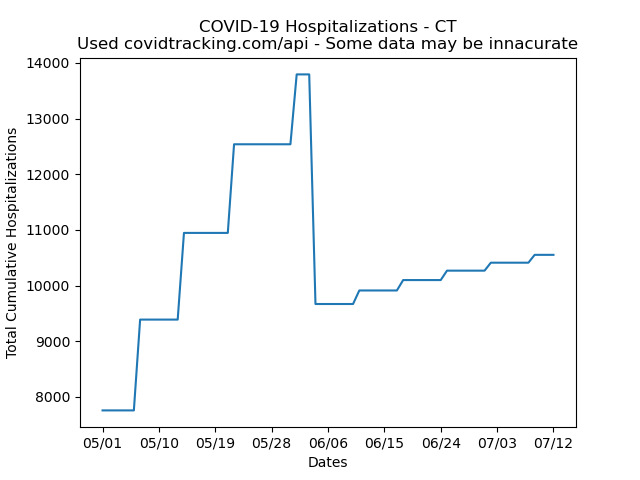 COVID-19 Hospitalizations - CT
Used covidtracking.com/api - Some data may be innacurate
Total Cumulative Hospitalizations
14000
13000
12000
11000
10000
9000
8000
05/01 05/10 05/19 05/28 06/06 06/15 06/24 07/03 07/12
Dates